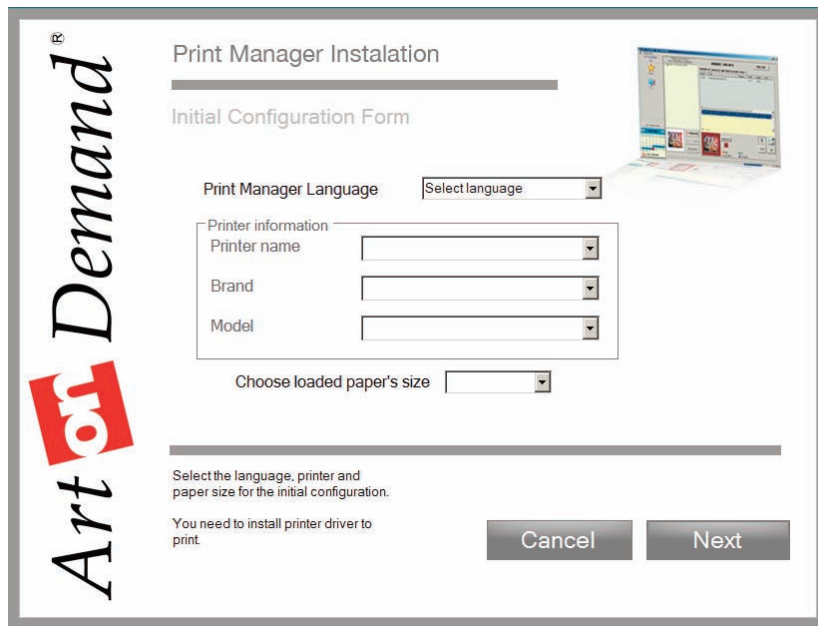 Art on Demand®
Print Manager Instalation
Initial Configuration Form
Print Manager Language
Select language
Printer information
Printer name
Brand
Model
Choose loaded paper's size
Select the language, printer and
paper size for the initial configuration.
You need to install printer driver to
print.
Cancel
Next